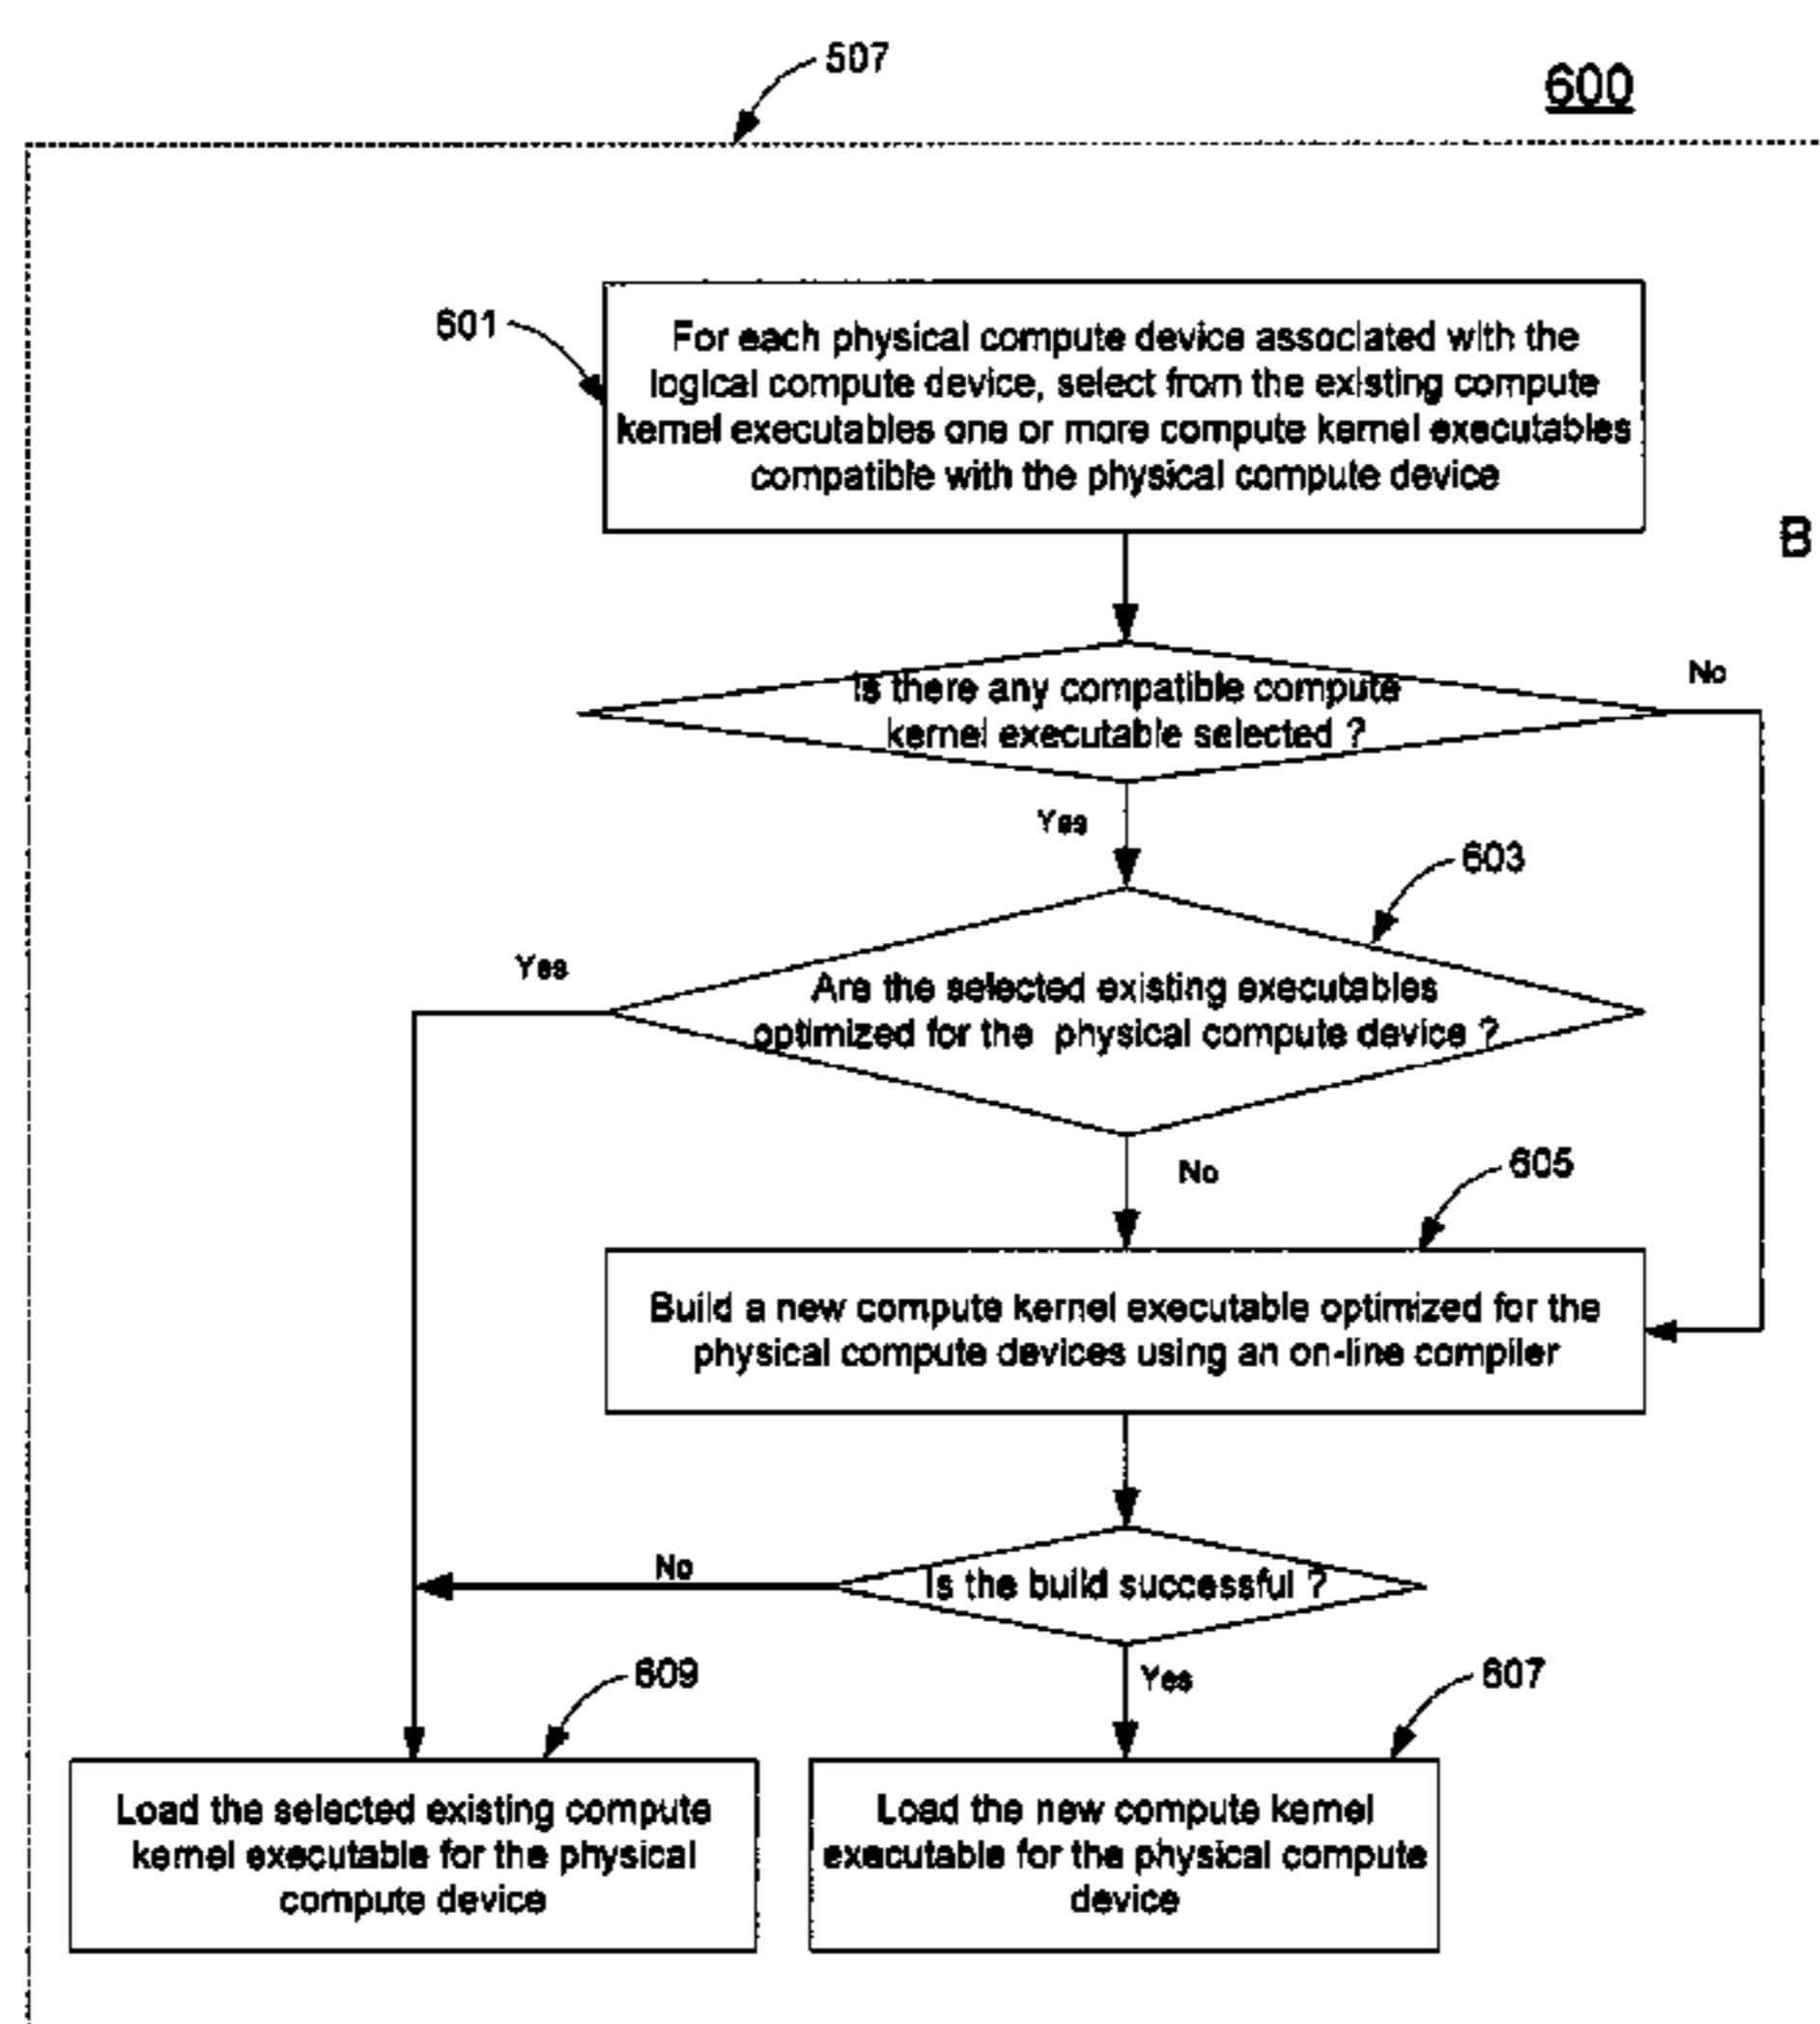 507
600
601
For each physical compute device associated with the
logical compute device, select from the existing compute
kernel executables one or more compute kernel executables
compatible with the physical compute device
B
Is there any compatible compute
kernel executable selected ?
No
Yes
603
Yes
Are the selected existing executables
optimized for the physical compute device ?
No
605
Build a new compute kernel executable optimized for the
physical compute devices using an on-line compiler
No
Is the build successful ?
609
Yes
607
Load the selected existing compute
kernel executable for the physical
compute device
Load the new compute kernel
executable for the physical compute
device